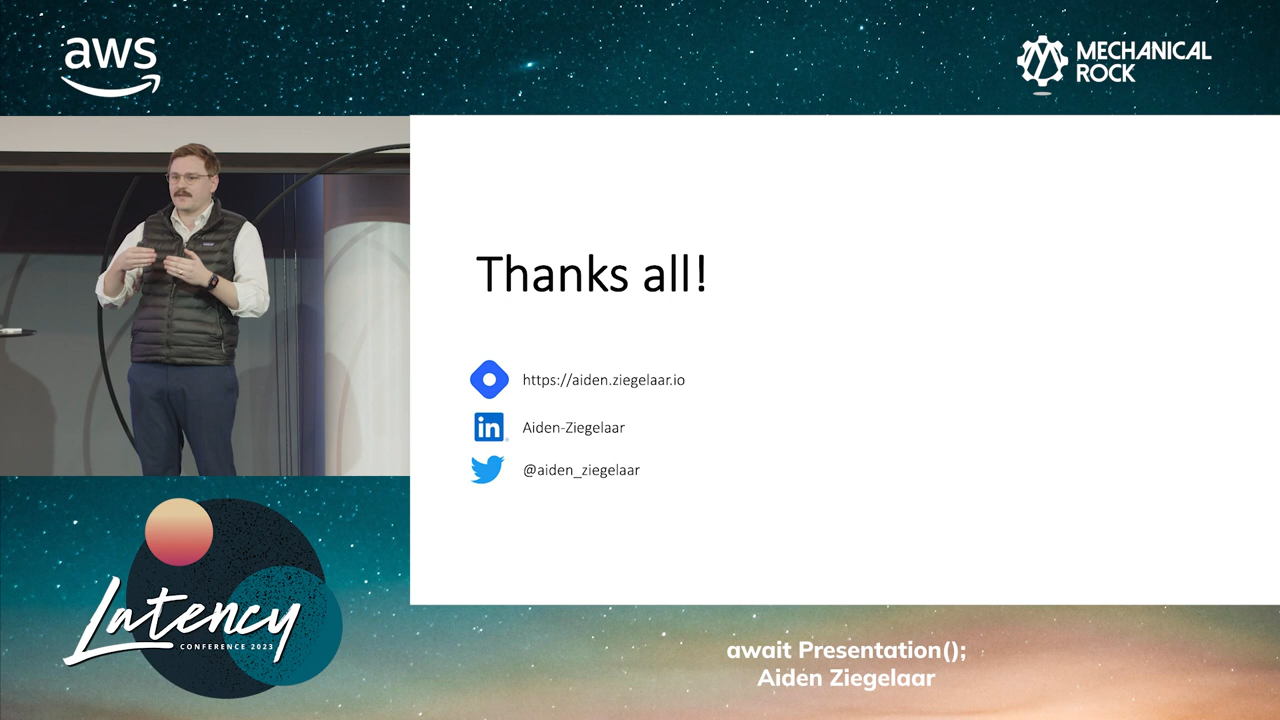 aws
MECHANICAL
ROCK
Thanks all!
https://aiden.ziegelaar.io
in
Aiden-Ziegelaar
@aiden_ziegelaar
Latency
CONFERENCE 2023
await Presentation();
Aiden Ziegelaar